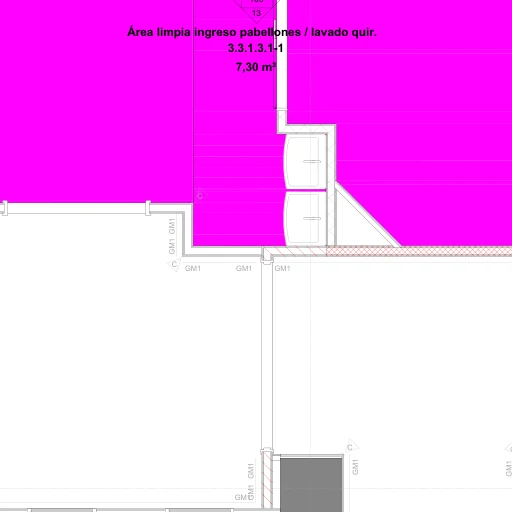 13
Área limpia ingreso pabellones / lavado quir.
3.3.1.3.1-1
7,30 m²
C
GM1
GM1
C
GM1
GM1
GM1
C
GM1
GM1
GM1
GM1
GM1